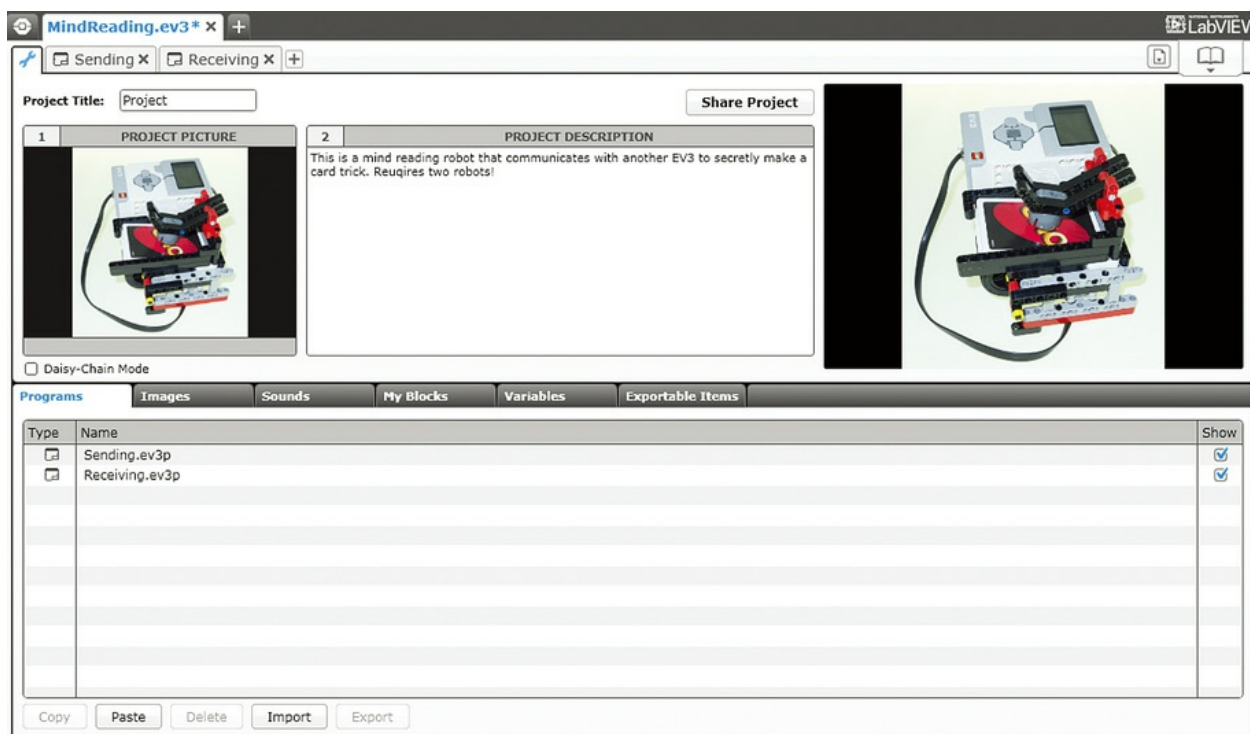 MindReading.ev3* × +
NATIONAL INSTRUMENTS
LabVIEW
Sending × Receiving × +
Project Title: Project
Share Project
1 PROJECT PICTURE
2 PROJECT DESCRIPTION
This is a mind reading robot that communicates with another EV3 to secretly make a
card trick. Reuqires two robots!
Daisy-Chain Mode
Programs Images Sounds My Blocks Variables Exportable Items
Type Name Show
Sending.ev3p
Receiving.ev3p
Copy Paste Delete Import Export